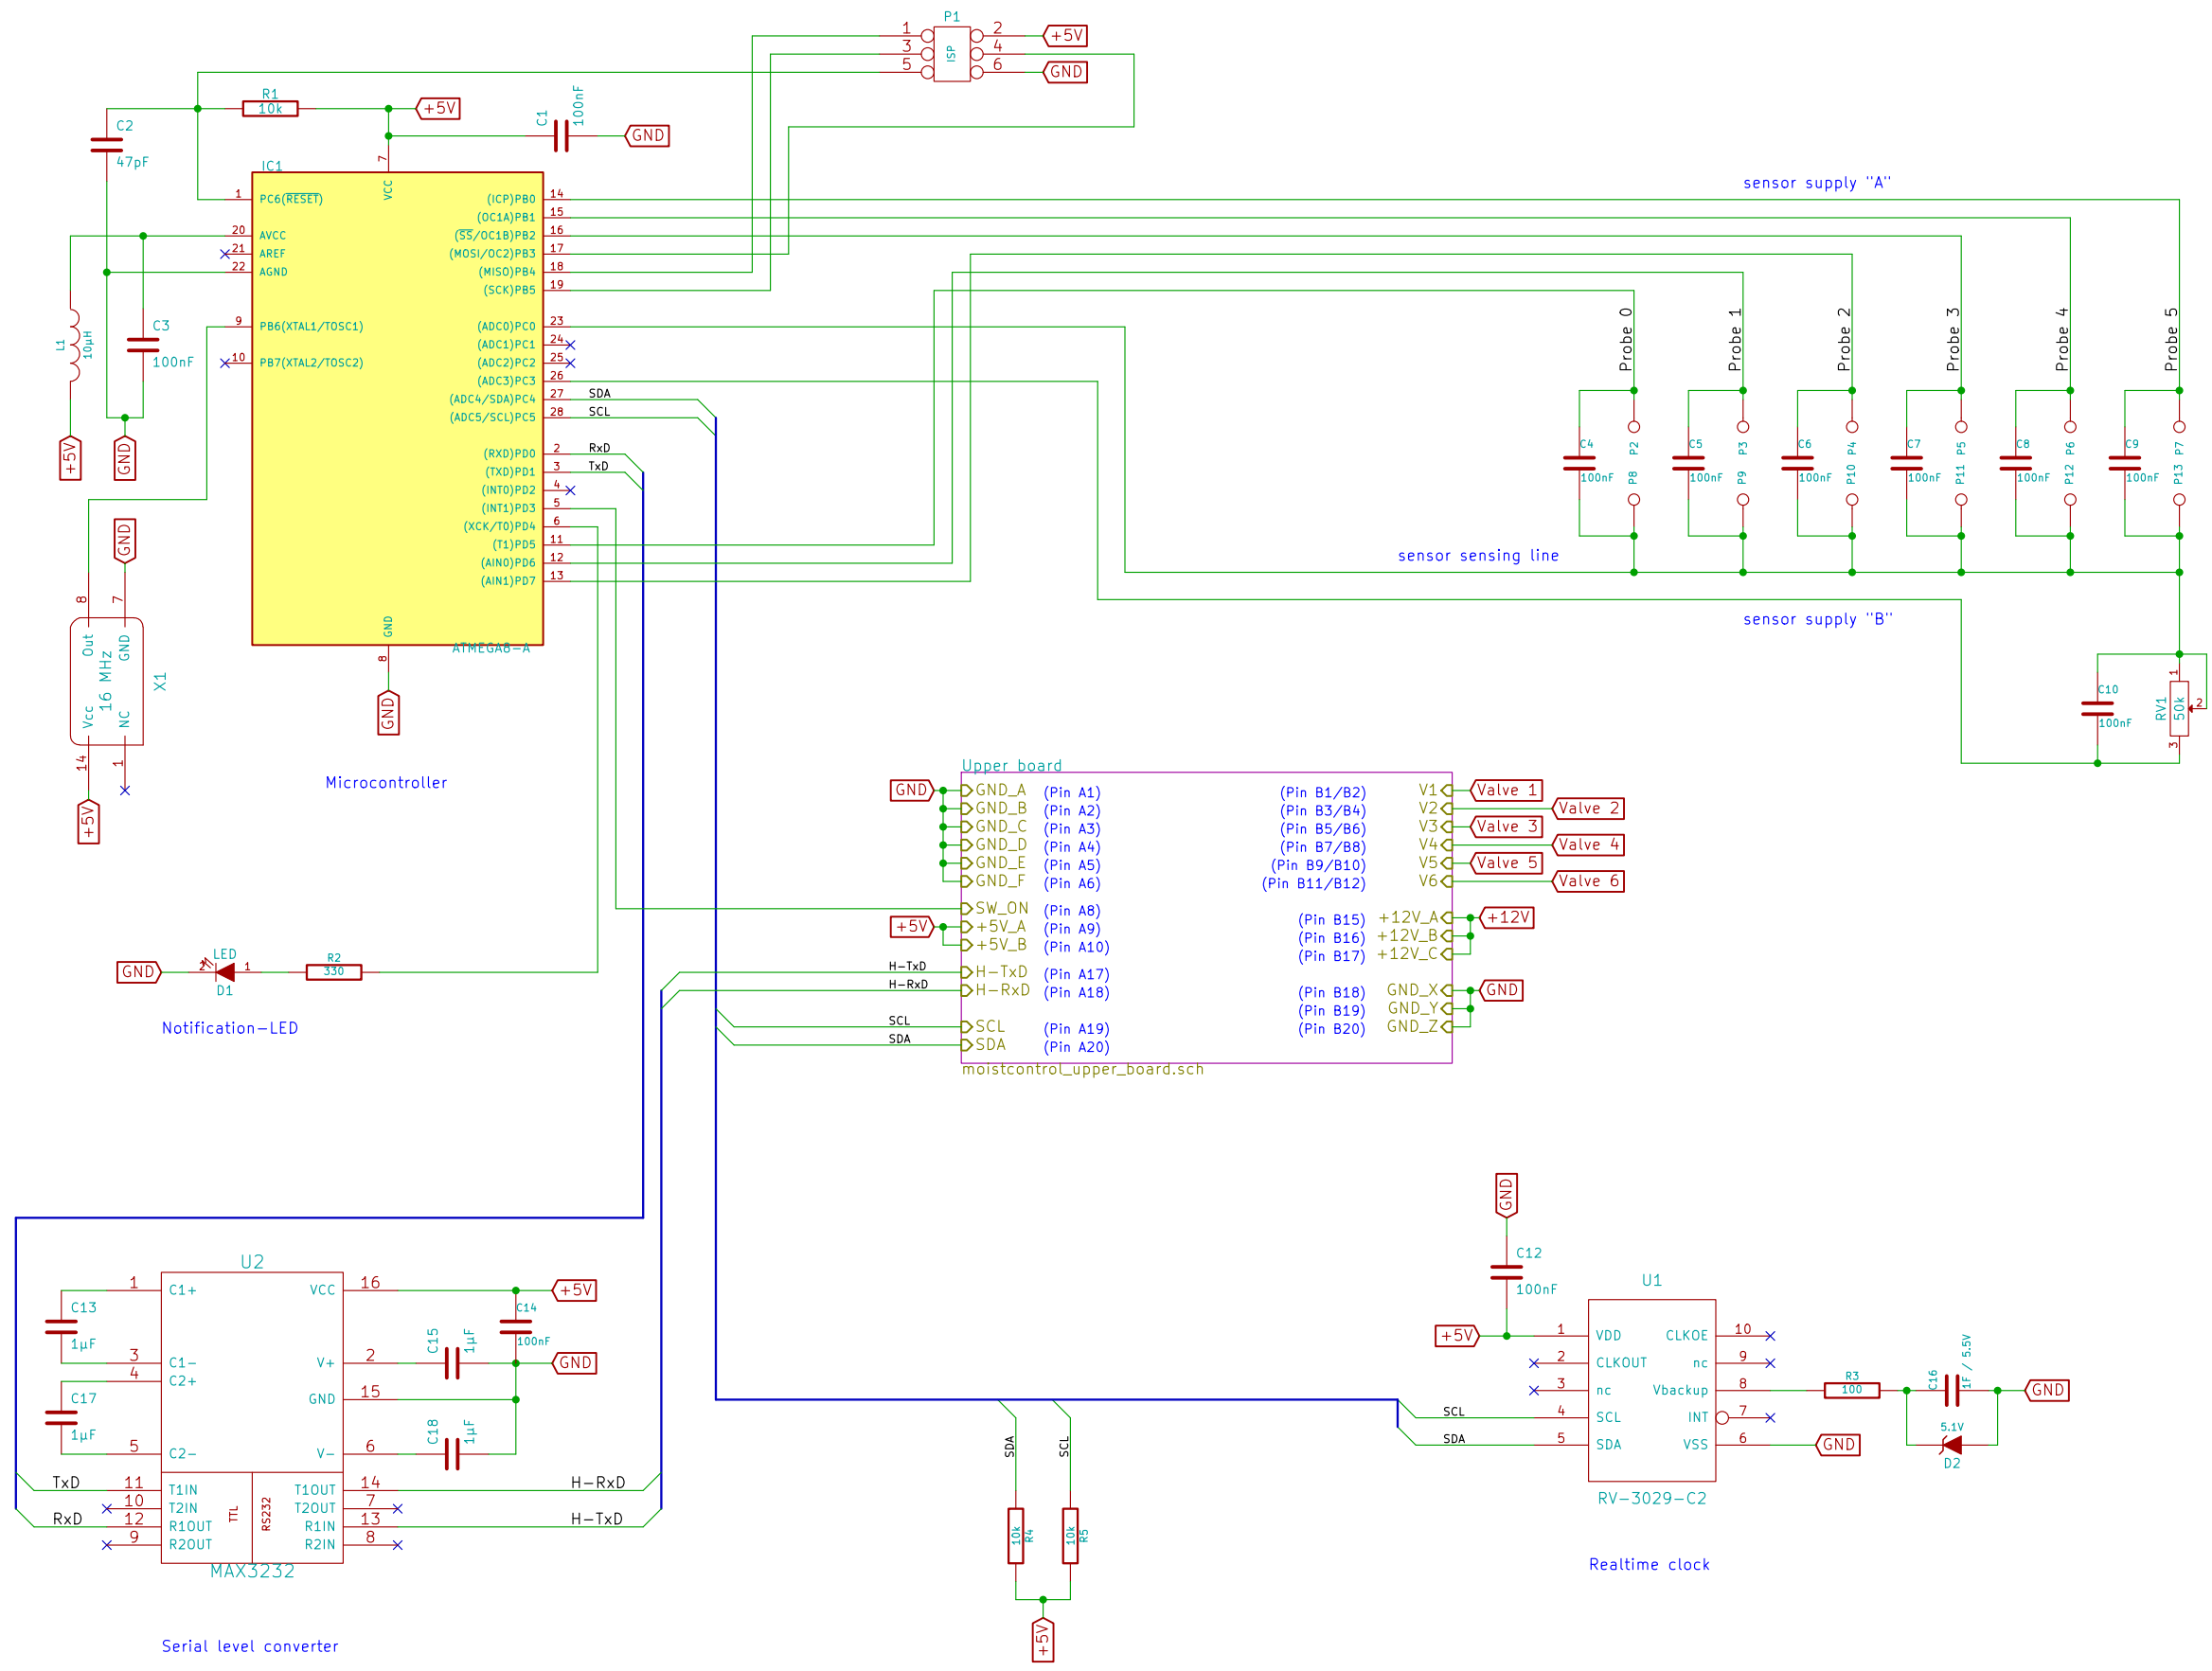 P1
1 2 +5V
3 ISP 4
5 6 GND
R1
10k
+5V
C1
100nF
GND
C2
47pF
IC1
7
VCC
1 PC6(RESET)
20 AVCC
21 AREF
22 AGND
9 PB6(XTAL1/TOSC1)
10 PB7(XTAL2/TOSC2)
(ICP)PB0 14
(OC1A)PB1 15
(SS/OC1B)PB2 16
(MOSI/OC2)PB3 17
(MISO)PB4 18
(SCK)PB5 19
(ADC0)PC0 23
(ADC1)PC1 24
(ADC2)PC2 25
(ADC3)PC3 26
(ADC4/SDA)PC4 27 SDA
(ADC5/SCL)PC5 28 SCL
(RXD)PD0 2 RxD
(TXD)PD1 3 TxD
(INT0)PD2 4
(INT1)PD3 5
(XCK/T0)PD4 6
(T1)PD5 11
(AIN0)PD6 12
(AIN1)PD7 13
GND
8
ATMEGA8-A
GND
L1
10µH
C3
100nF
+5V
GND
GND
8 7
Out GND
16 MHz
X1
Vcc NC
14 1
+5V
Microcontroller
sensor supply "A"
Probe 0
Probe 1
Probe 2
Probe 3
Probe 4
Probe 5
C4 100nF P2 P8
C5 100nF P3 P9
C6 100nF P4 P10
C7 100nF P5 P11
C8 100nF P6 P12
C9 100nF P7 P13
sensor sensing line
sensor supply "B"
C10
100nF
RV1
50k
1
2
3
Upper board
GND
GND_A (Pin A1)
GND_B (Pin A2)
GND_C (Pin A3)
GND_D (Pin A4)
GND_E (Pin A5)
GND_F (Pin A6)
SW_ON (Pin A8)
+5V
+5V_A (Pin A9)
+5V_B (Pin A10)
H-TxD H-TxD (Pin A17)
H-RxD H-RxD (Pin A18)
SCL SCL (Pin A19)
SDA SDA (Pin A20)
(Pin B1/B2) V1 Valve 1
(Pin B3/B4) V2 Valve 2
(Pin B5/B6) V3 Valve 3
(Pin B7/B8) V4 Valve 4
(Pin B9/B10) V5 Valve 5
(Pin B11/B12) V6 Valve 6
(Pin B15) +12V_A +12V
(Pin B16) +12V_B
(Pin B17) +12V_C
(Pin B18) GND_X GND
(Pin B19) GND_Y
(Pin B20) GND_Z
moistcontrol_upper_board.sch
GND
LED
2 1
D1
R2
330
Notification-LED
U2
1 C1+
3 C1-
4 C2+
5 C2-
C13
1µF
C17
1µF
VCC 16 +5V
V+ 2
GND 15
V- 6
C14
100nF
C15
1µF
GND
C18
1µF
TxD 11 T1IN
10 T2IN
RxD 12 R1OUT
9 R2OUT
TTL
RS232
T1OUT 14 H-RxD
T2OUT 7
R1IN 13 H-TxD
R2IN 8
MAX3232
Serial level converter
SDA
SCL
10k R4
10k R5
+5V
GND
C12
100nF
+5V
U1
1 VDD
2 CLKOUT
3 nc
SCL 4 SCL
SDA 5 SDA
CLKOE 10
nc 9
Vbackup 8
INT 7
VSS 6 GND
RV-3029-C2
R3
100
C16
1F / 5.5V
GND
5.1V
D2
Realtime clock